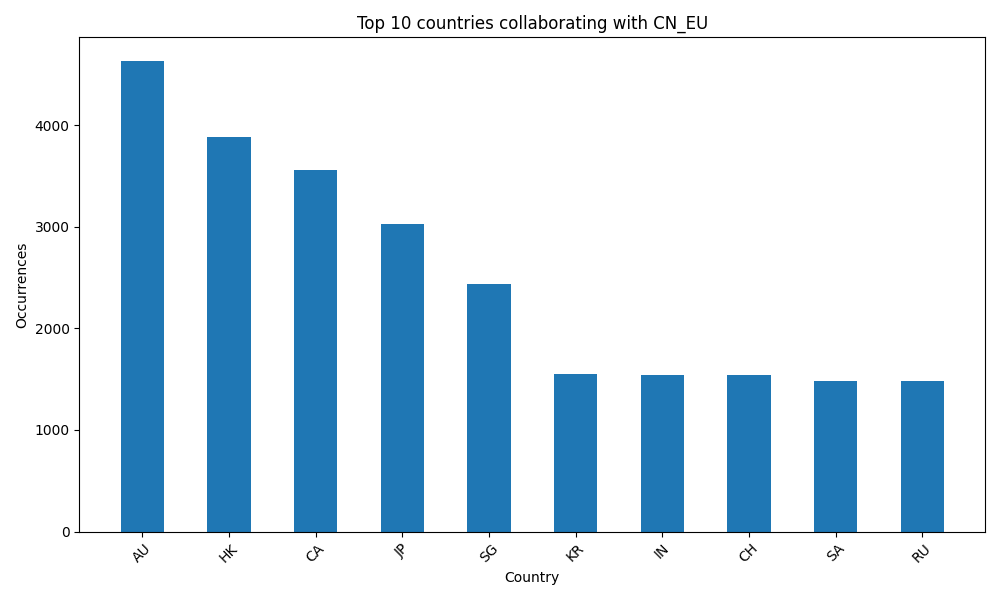 Top 10 countries collaborating with CN_EU
Occurrences
4000
3000
2000
1000
0
AU
HK
CA
JP
SG
KR
IN
CH
SA
RU
Country